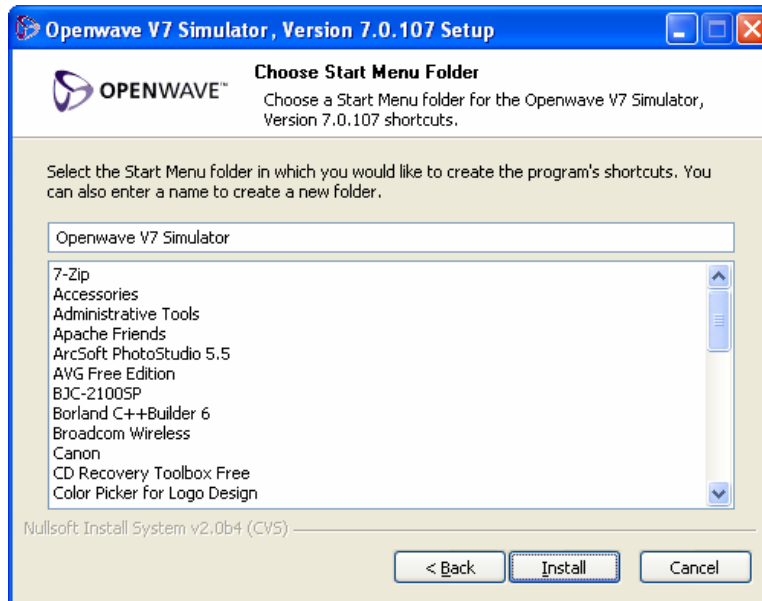 Openwave V7 Simulator, Version 7.0.107 Setup
OPENWAVE™
Choose Start Menu Folder
Choose a Start Menu folder for the Openwave V7 Simulator,
Version 7.0.107 shortcuts.
Select the Start Menu folder in which you would like to create the program's shortcuts. You
can also enter a name to create a new folder.
Openwave V7 Simulator
7-Zip
Accessories
Administrative Tools
Apache Friends
ArcSoft PhotoStudio 5.5
AVG Free Edition
BJC-2100SP
Borland C++Builder 6
Broadcom Wireless
Canon
CD Recovery Toolbox Free
Color Picker for Logo Design
Nullsoft Install System v2.0b4 (CVS)
< Back
Install
Cancel